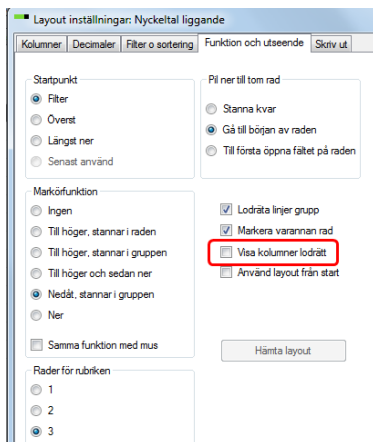 Layout inställningar: Nyckeltal liggande
Kolumner Decimaler Filter o sortering Funktion och utseende Skriv ut
Startpunkt
Filter
Överst
Längst ner
Senast använd
Pil ner till tom rad
Stanna kvar
Gå till början av raden
Till första öppna fältet på raden
Markörfunktion
Ingen
Till höger, stannar i raden
Till höger, stannar i gruppen
Till höger och sedan ner
Nedåt, stannar i gruppen
Ner
Samma funktion med mus
Lodräta linjer grupp
Markera varannan rad
Visa kolumner lodrätt
Använd layout från start
Hämta layout
Rader för rubriken
1
2
3